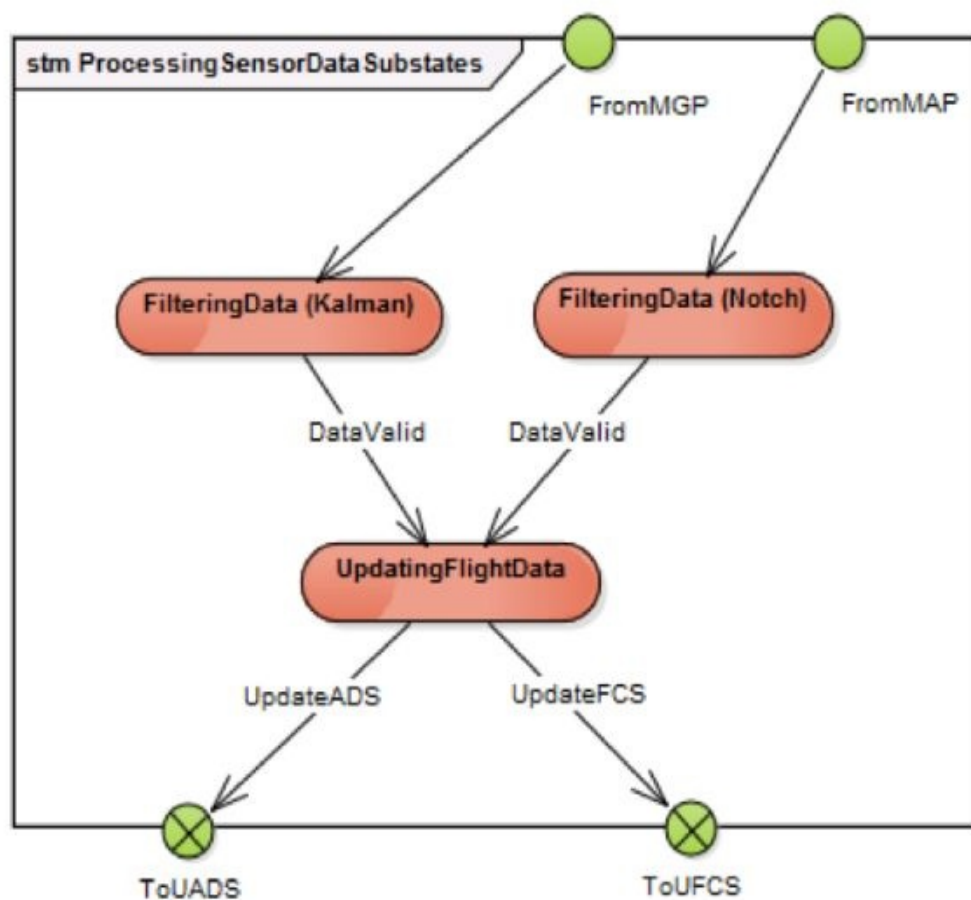 stm ProcessingSensorDataSubstates
FromMGP
FromMAP
FilteringData (Kalman)
FilteringData (Notch)
DataValid
DataValid
UpdatingFlightData
UpdateADS
UpdateFCS
ToUADS
ToUFCS